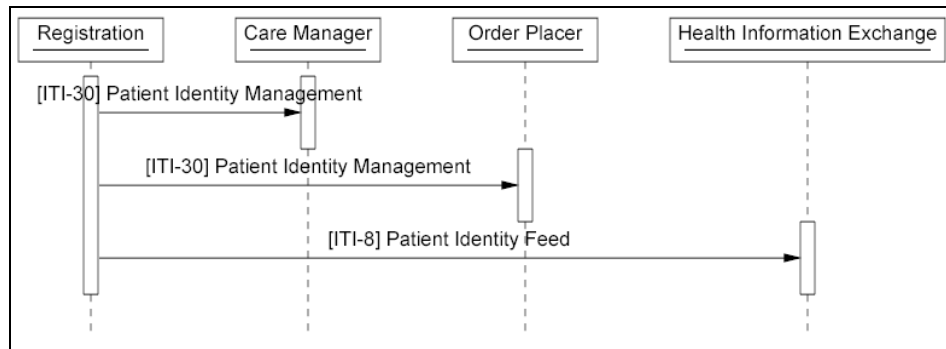 Registration
Care Manager
Order Placer
Health Information Exchange
[ITI-30] Patient Identity Management
[ITI-30] Patient Identity Management
[ITI-8] Patient Identity Feed